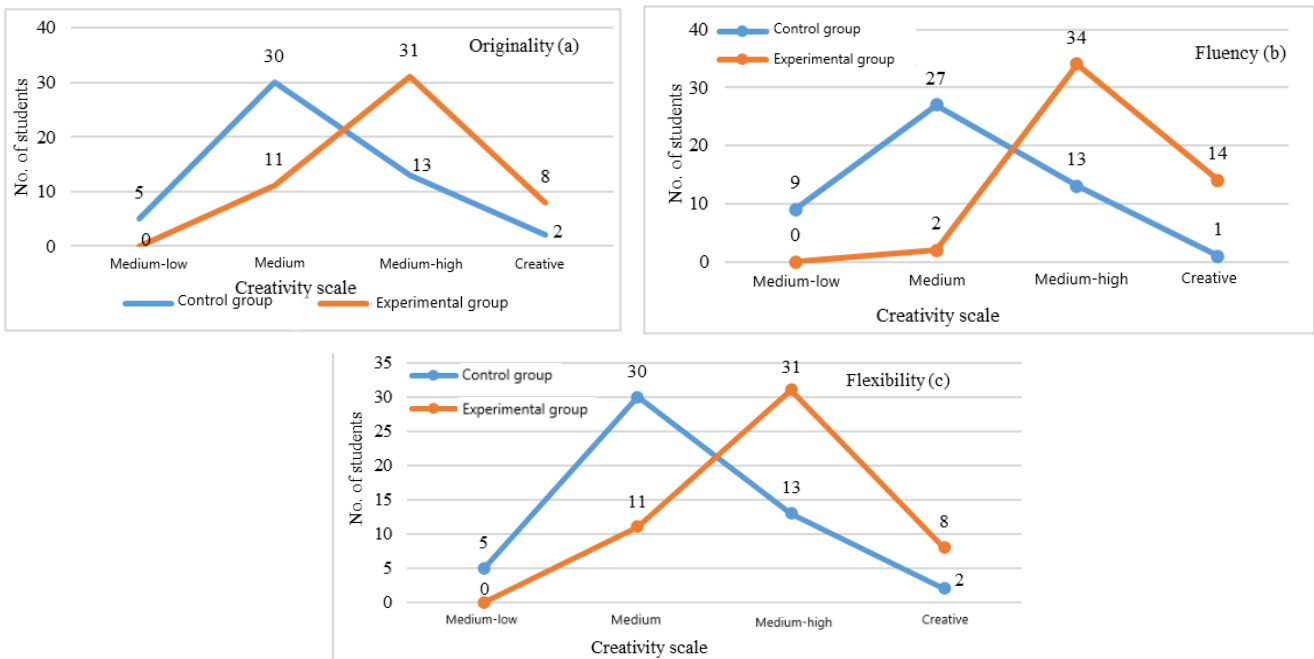 Originality (a)
No. of students
40
30
20
10
0
5
30
13
2
0
11
31
8
Medium-low Medium Medium-high Creative
Creativity scale
Control group Experimental group
Fluency (b)
Control group
Experimental group
No. of students
40
30
20
10
0
9
27
13
1
0
2
34
14
Medium-low Medium Medium-high Creative
Creativity scale
Flexibility (c)
Control group
Experimental group
No. of students
35
30
25
20
15
10
5
0
5
30
13
2
0
11
31
8
Medium-low Medium Medium-high Creative
Creativity scale